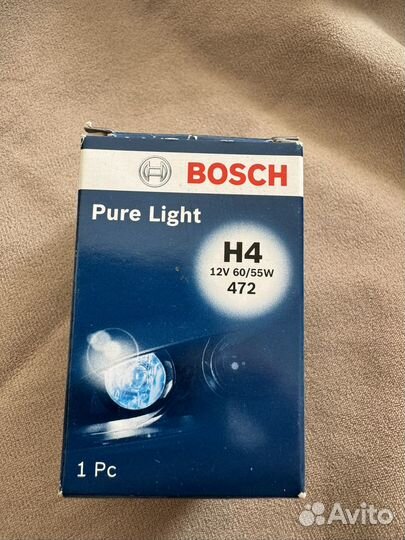 BOSCH
Pure Light
H4
12V 60/55W
472
1 Pc
Avito